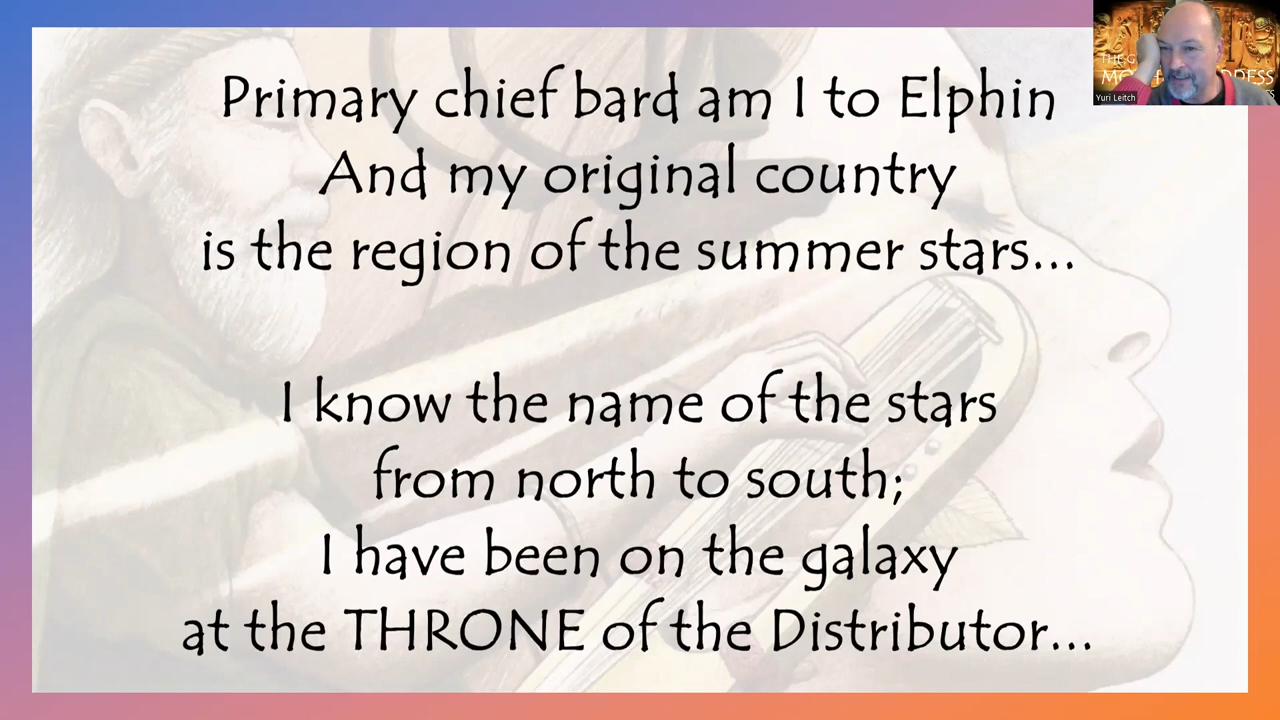 Primary chief bard am I to Elphin
And my original country
is the region of the summer stars...
I know the name of the stars
from north to south;
I have been on the galaxy
at the THRONE of the Distributor...
Yuri Leitch